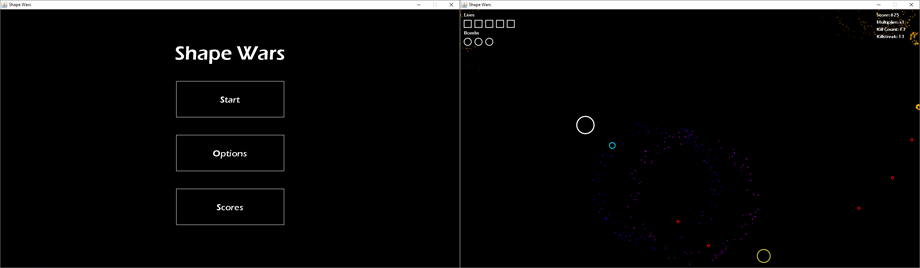 Shape Wars
Shape Wars
Start
Options
Scores
Shape Wars
Lives
Bombs
Score: 825
Multiplier: x1
Kill Count: 13
Killstreak: 13